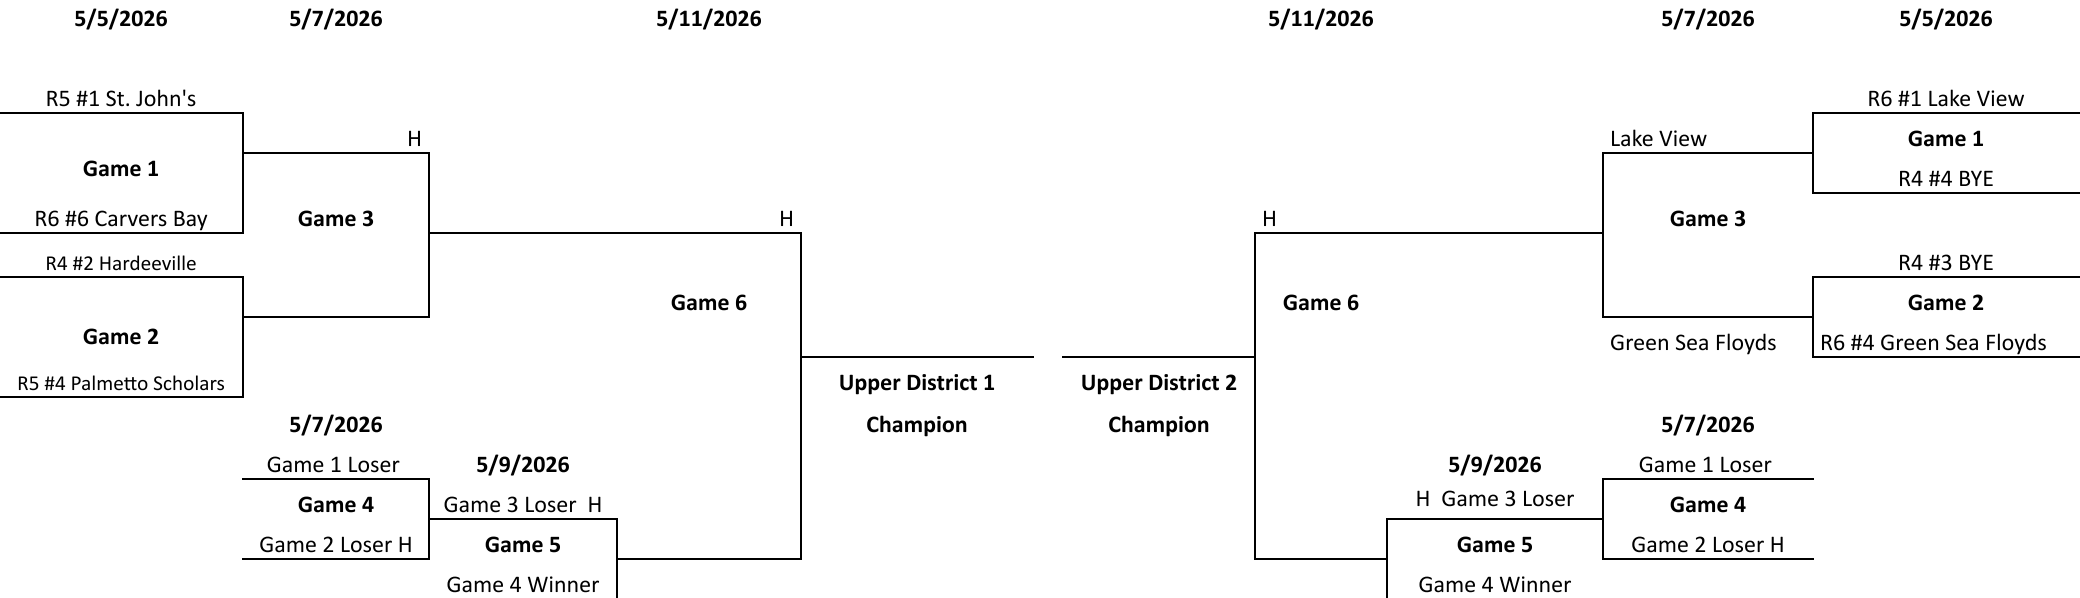 5/5/2026 5/7/2026 5/11/2026 5/11/2026 5/7/2026 5/5/2026
R5 #1 St. John's R6 #1 Lake View
H Lake View Game 1
Game 1 R4 #4 BYE
R6 #6 Carvers Bay Game 3 H H Game 3
R4 #2 Hardeeville R4 #3 BYE
Game 6 Game 6 Game 2
Game 2 Green Sea Floyds R6 #4 Green Sea Floyds
R5 #4 Palmetto Scholars Upper District 1 Upper District 2
5/7/2026 Champion Champion 5/7/2026
Game 1 Loser 5/9/2026 5/9/2026 Game 1 Loser
Game 4 Game 3 Loser H H Game 3 Loser Game 4
Game 2 Loser H Game 5 Game 5 Game 2 Loser H
Game 4 Winner Game 4 Winner